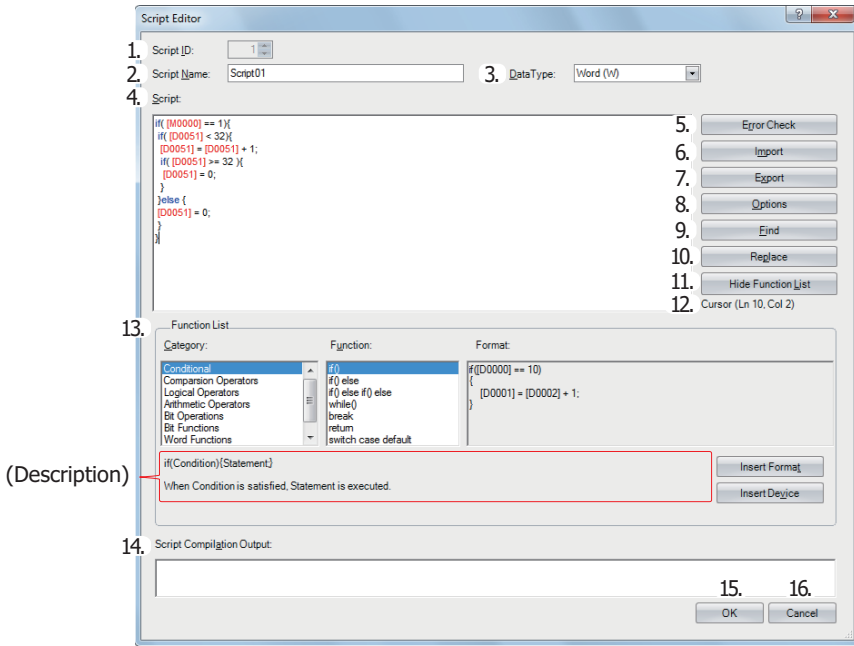 Script Editor
?
1. Script ID: 1
2. Script Name: Script01 3. DataType: Word (W)
4. Script:
if( [M0000] == 1){
if( [D0051] < 32){
[D0051] = [D0051] + 1;
if( [D0051] >= 32 ){
[D0051] = 0;
}
}else {
[D0051] = 0;
}
}
5. Error Check
6. Import
7. Export
8. Options
9. Find
10. Replace
11. Hide Function List
12. Cursor (Ln 10, Col 2)
13. Function List
Category: Function: Format:
Conditional
Comparsion Operators
Logical Operators
Arithmetic Operators
Bit Operations
Bit Functions
Word Functions
if()
if() else
if() else if() else
while()
break
return
switch case default
if([D0000] == 10)
{
[D0001] = [D0002] + 1;
}
(Description)
if(Condition){Statement;}
When Condition is satisfied, Statement is executed.
Insert Format
Insert Device
14. Script Compilation Output:
15. 16.
OK Cancel